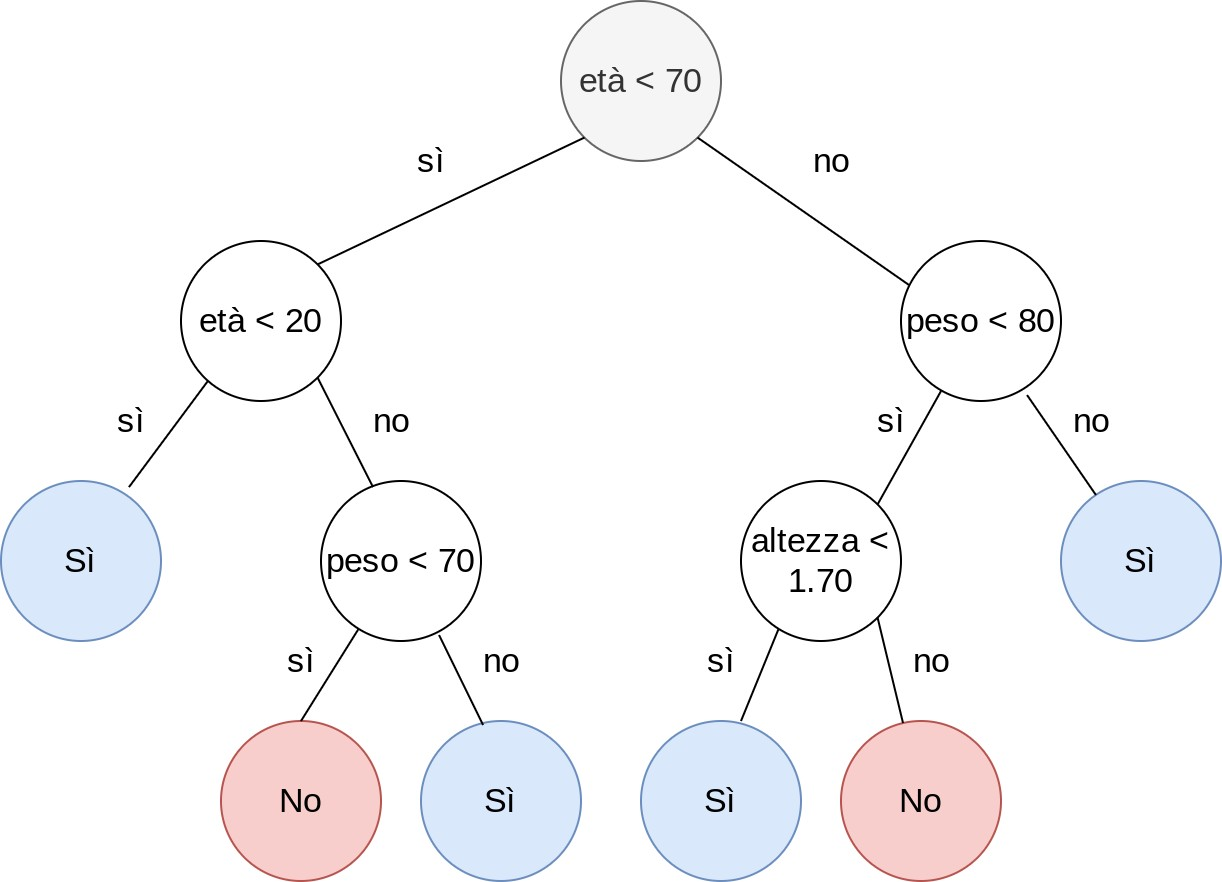 età < 70
sì
no
età < 20
peso < 80
sì
no
sì
no
Sì
peso < 70
altezza <
1.70
Sì
sì
no
sì
no
No
Sì
Sì
No